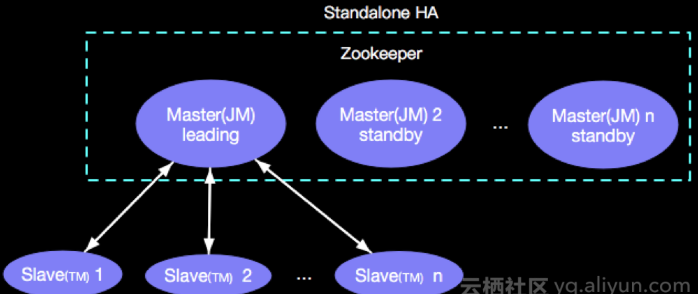 Standalone HA
Zookeeper
Master(JM)
leading
Master(JM) 2
standby
...
Master(JM) n
standby
Slave(TM) 1
Slave(TM) 2
...
Slave(TM) n
云栖社区 yq.aliyun.com